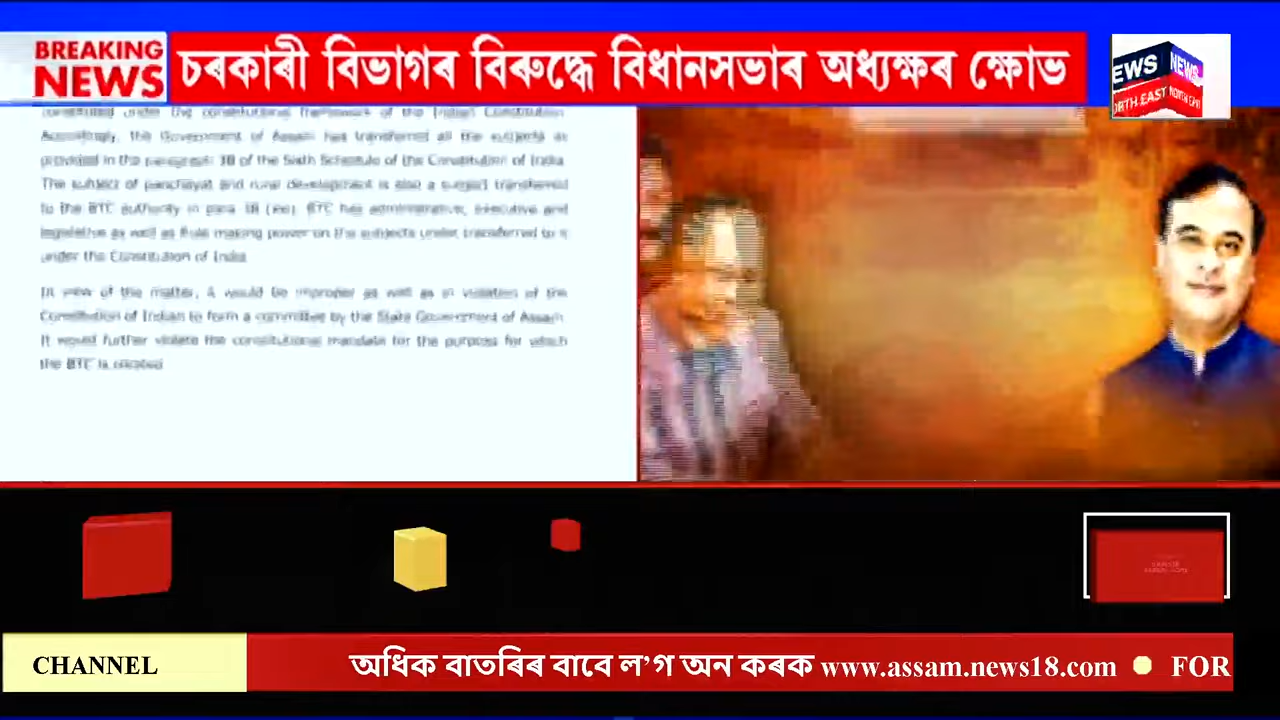 BREAKING
NEWS
চৰকাৰী বিভাগৰ বিৰুদ্ধে বিধানসভাৰ অধ্যক্ষৰ ক্ষোভ
EWS NEWS
ORTH-EAST NORTH EAST
constituted under the constitutional framework of the Indian Constitution.
Accordingly, the Government of Assam has transferred all the subjects as
provided in the paragraph 3B of the Sixth Schedule of the Constitution of India.
The subject of panchayat and rural development is also a subject transferred
to the BTC authority in para 3B BTC has administrative, executive and
legislative as well as Rule making power on the subjects under transferred to it
under the Constitution of India.
In view of the matter, it would be improper as well as in violation of the
Constitution of Indian to form a committee by the State Government of Assam.
It would further violate the constitutional mandate for the purpose for which
the BTC is created.
CHANNEL
অধিক বাতৰিৰ বাবে ল’গ অন কৰক www.assam.news18.com
FOR